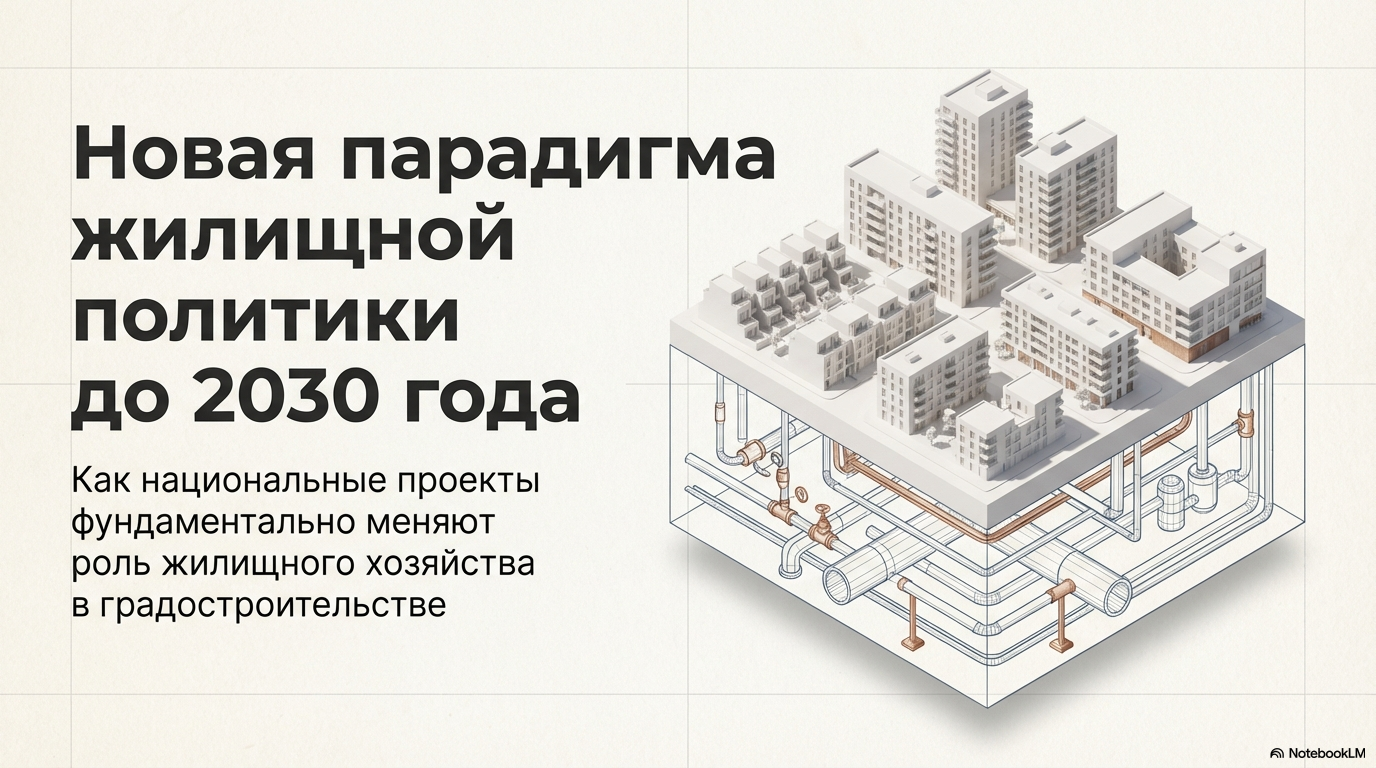 Новая парадигма
жилищной
политики
до 2030 года
Как национальные проекты
фундаментально меняют
роль жилищного хозяйства
в градостроительстве
NotebookLM